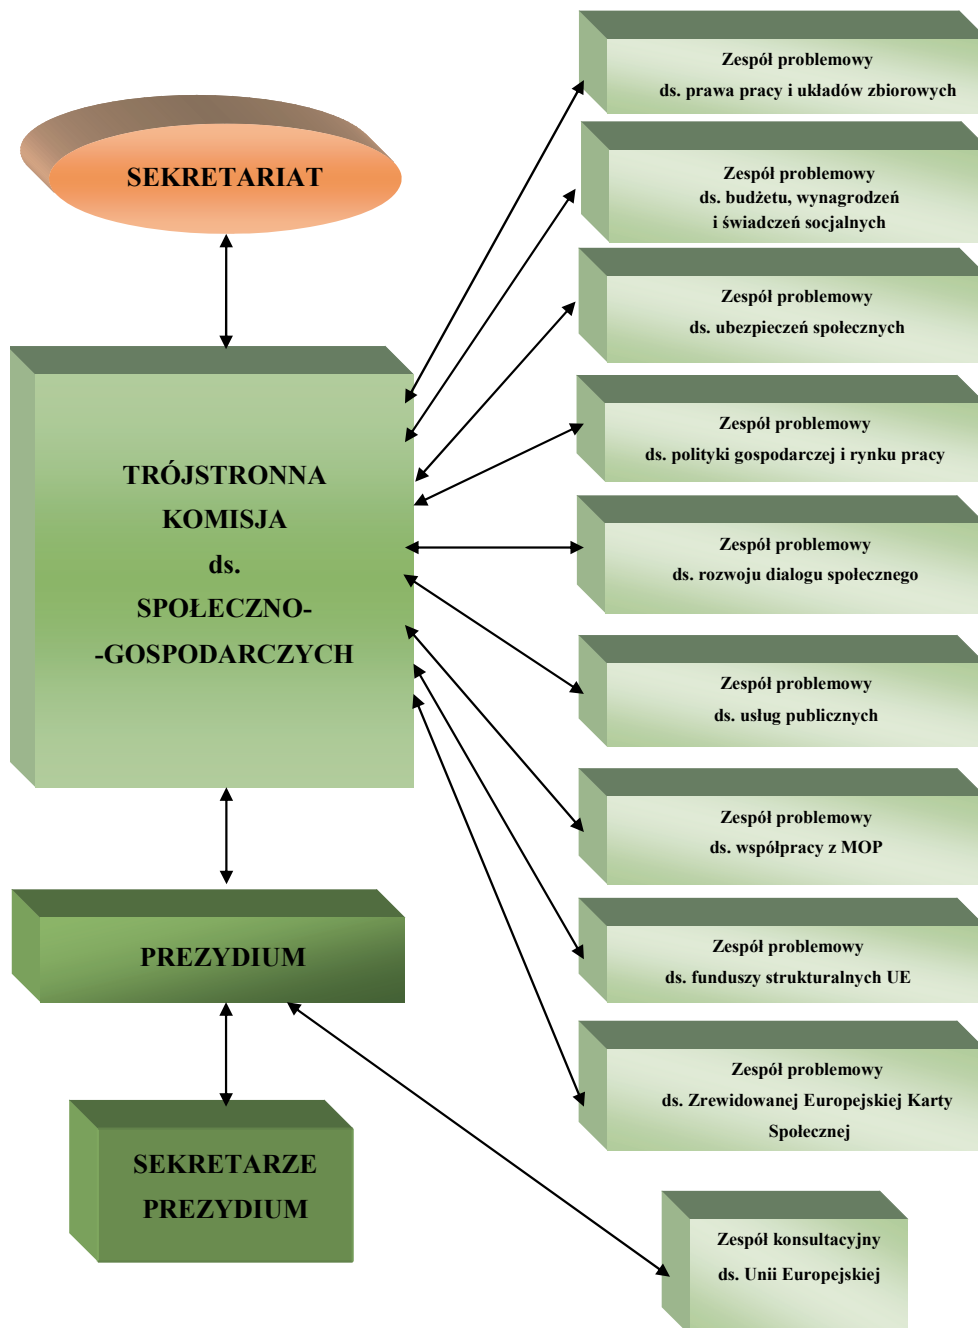 SEKRETARIAT
TRÓJSTRONNA
KOMISJA
ds.
SPOŁECZNO-
-GOSPODARCZYCH
PREZYDIUM
SEKRETARZE
PREZYDIUM
Zespół problemowy
ds. prawa pracy i układów zbiorowych
Zespół problemowy
ds. budżetu, wynagrodzeń
i świadczeń socjalnych
Zespół problemowy
ds. ubezpieczeń społecznych
Zespół problemowy
ds. polityki gospodarczej i rynku pracy
Zespół problemowy
ds. rozwoju dialogu społecznego
Zespół problemowy
ds. usług publicznych
Zespół problemowy
ds. współpracy z MOP
Zespół problemowy
ds. funduszy strukturalnych UE
Zespół problemowy
ds. Zrewidowanej Europejskiej Karty
Społecznej
Zespół konsultacyjny
ds. Unii Europejskiej